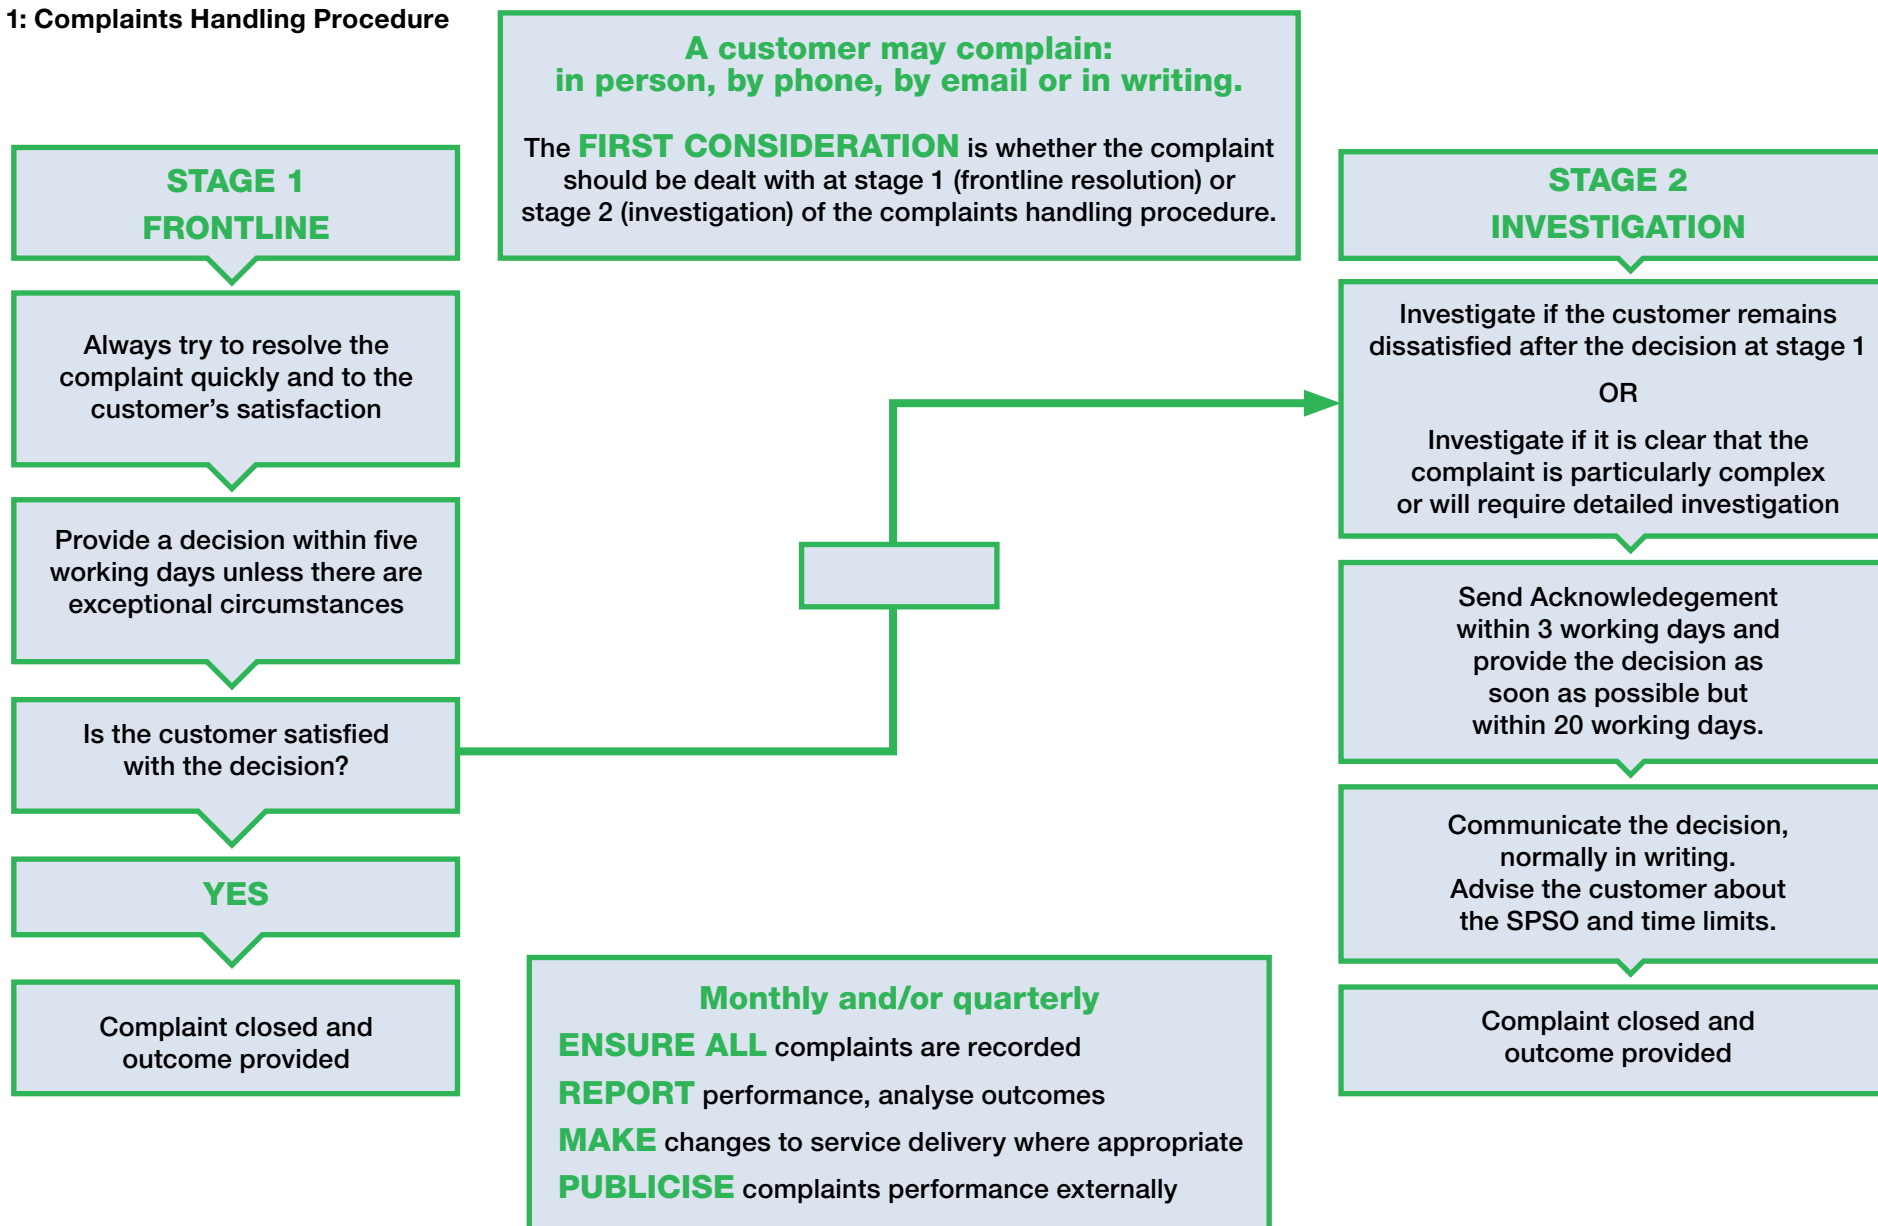 1: Complaints Handling Procedure
A customer may complain:
in person, by phone, by email or in writing.
The FIRST CONSIDERATION is whether the complaint
should be dealt with at stage 1 (frontline resolution) or
stage 2 (investigation) of the complaints handling procedure.
STAGE 1
FRONTLINE
Always try to resolve the
complaint quickly and to the
customer’s satisfaction
Provide a decision within five
working days unless there are
exceptional circumstances
Is the customer satisfied
with the decision?
YES
Complaint closed and
outcome provided
STAGE 2
INVESTIGATION
Investigate if the customer remains
dissatisfied after the decision at stage 1
OR
Investigate if it is clear that the
complaint is particularly complex
or will require detailed investigation
Send Acknowledegement
within 3 working days and
provide the decision as
soon as possible but
within 20 working days.
Communicate the decision,
normally in writing.
Advise the customer about
the SPSO and time limits.
Complaint closed and
outcome provided
Monthly and/or quarterly
ENSURE ALL complaints are recorded
REPORT performance, analyse outcomes
MAKE changes to service delivery where appropriate
PUBLICISE complaints performance externally